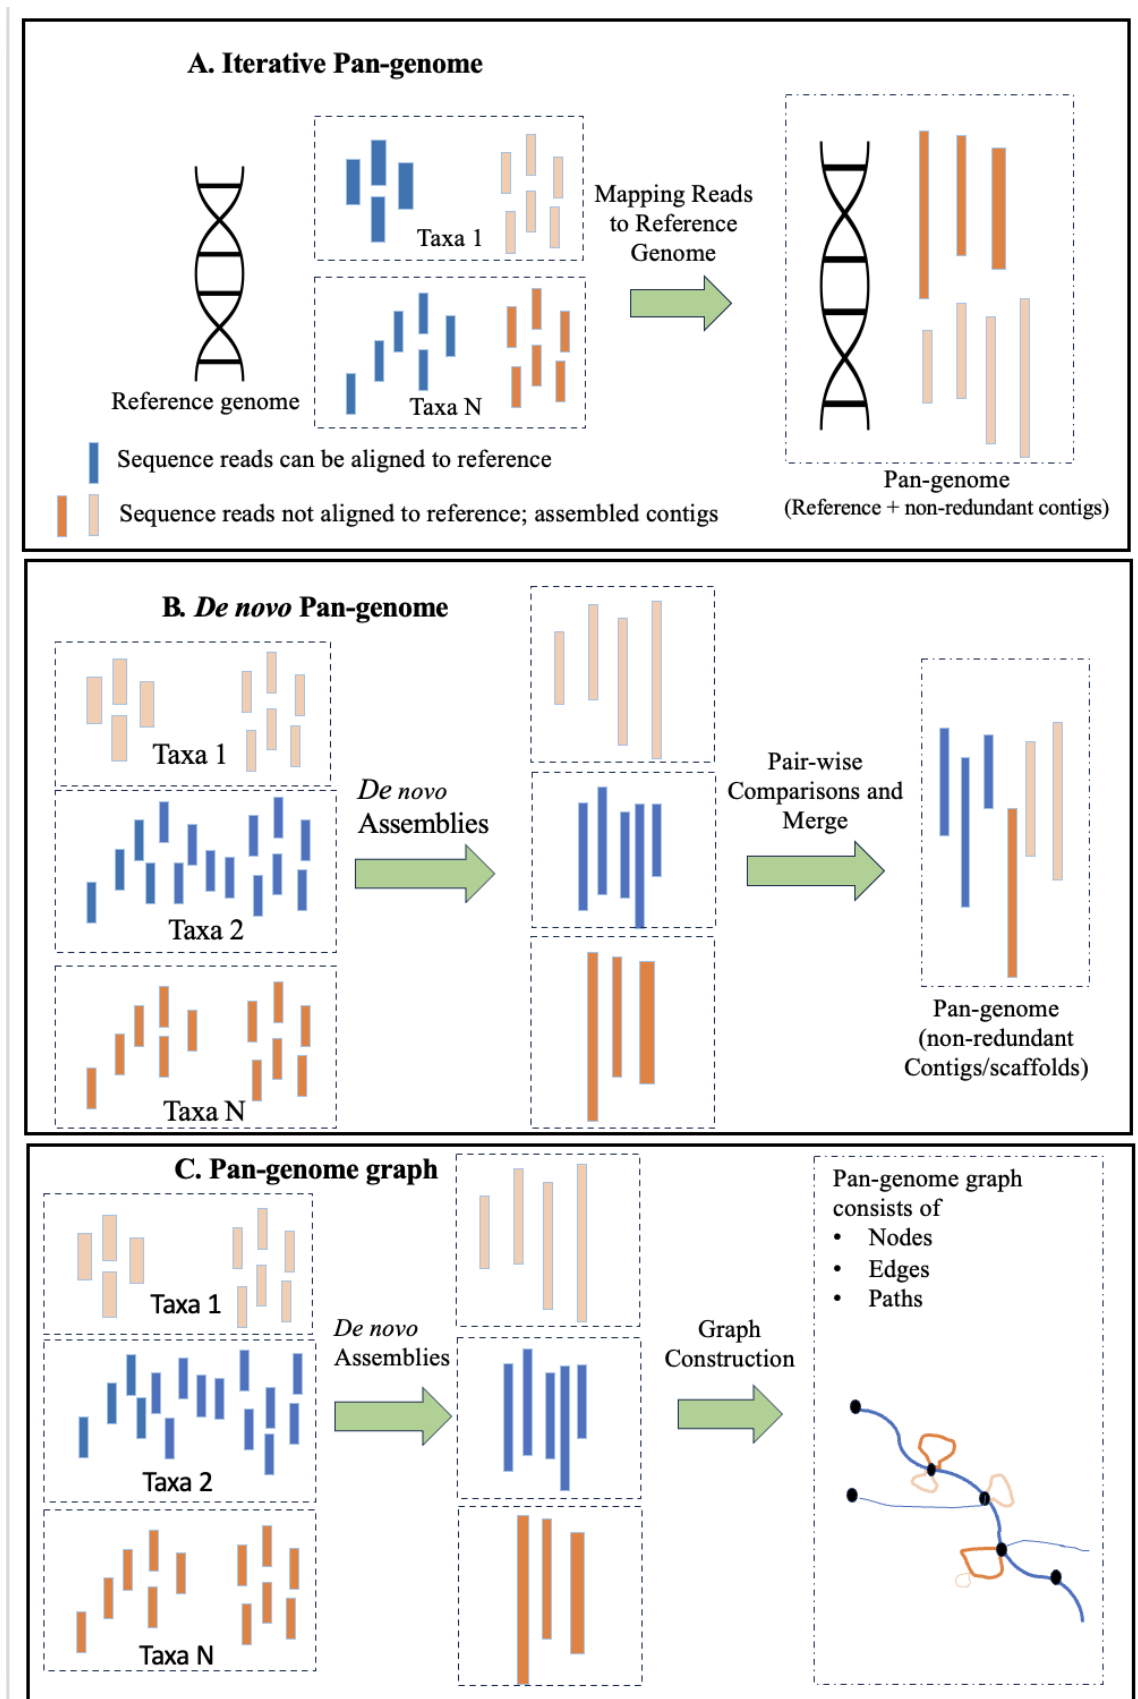 A. Iterative Pan-genome
Taxa 1
Taxa N
Reference genome
Mapping Reads
to Reference
Genome
Sequence reads can be aligned to reference
Sequence reads not aligned to reference; assembled contigs
Pan-genome
(Reference + non-redundant contigs)
B. De novo Pan-genome
Taxa 1
Taxa 2
Taxa N
De novo
Assemblies
Pair-wise
Comparisons and
Merge
Pan-genome
(non-redundant
Contigs/scaffolds)
C. Pan-genome graph
Taxa 1
Taxa 2
Taxa N
De novo
Assemblies
Graph
Construction
Pan-genome graph
consists of
• Nodes
• Edges
• Paths